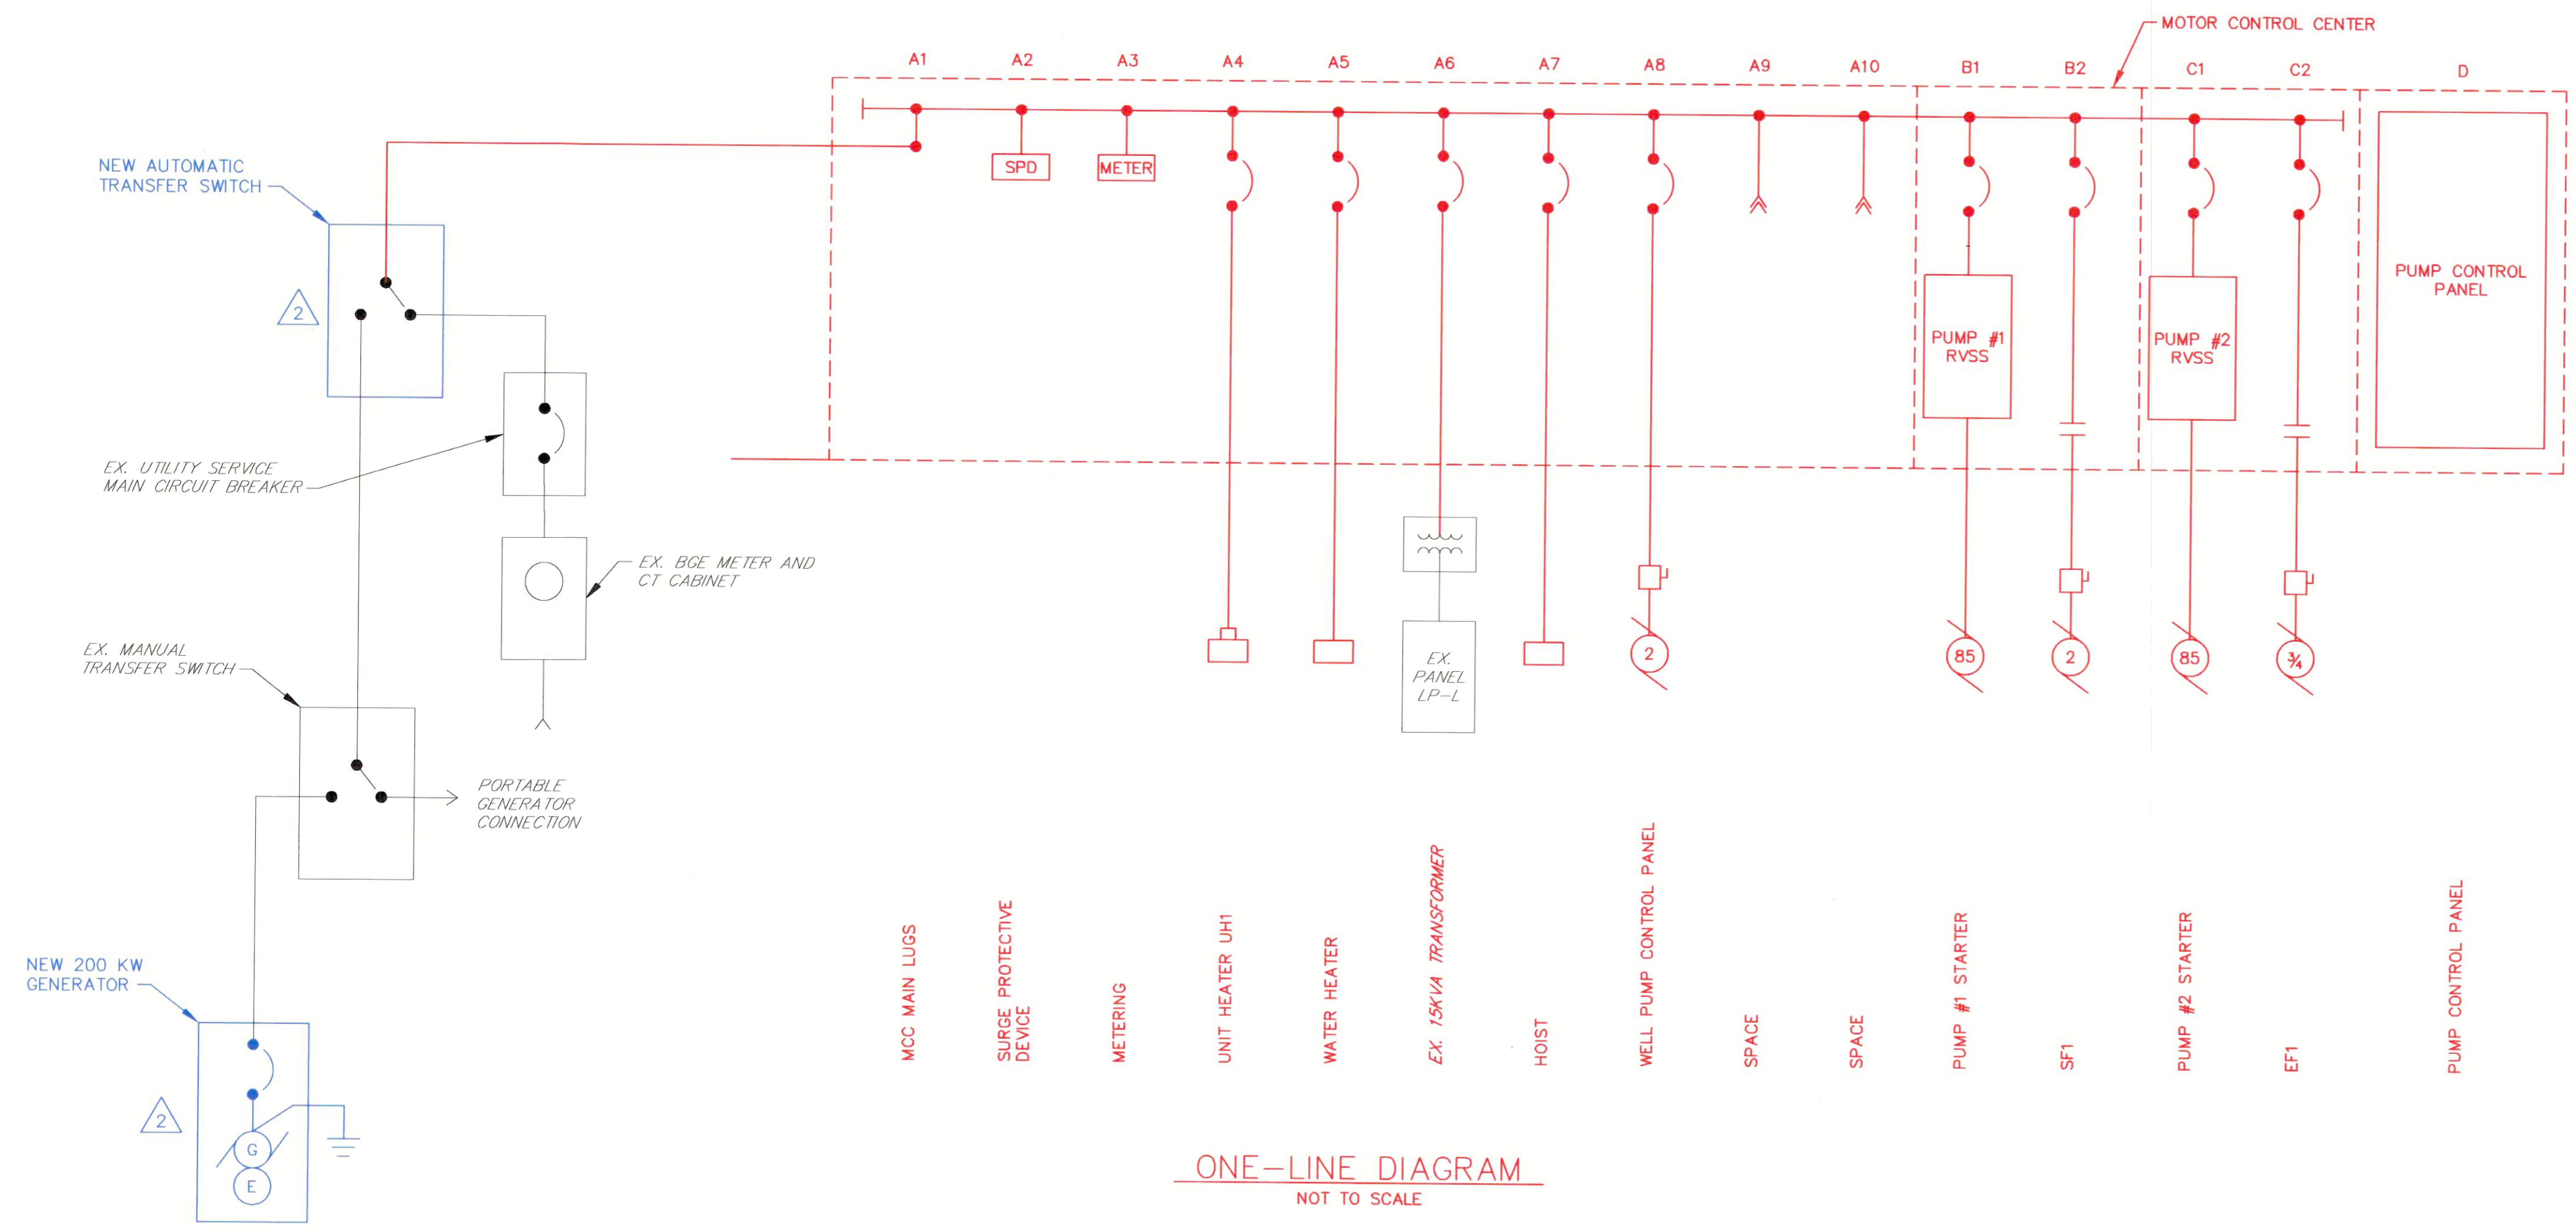 MOTOR CONTROL CENTER
A1
A2
A3
A4
A5
A6
A7
A8
A9
A10
B1
B2
C1
C2
D
NEW AUTOMATIC
TRANSFER SWITCH
SPD
METER
2
PUMP #1
RVSS
PUMP #2
RVSS
PUMP CONTROL
PANEL
EX. UTILITY SERVICE
MAIN CIRCUIT BREAKER
EX. BGE METER AND
CT CABINET
EX. MANUAL
TRANSFER SWITCH
EX.
PANEL
LP-L
2
85
2
85
3/4
PORTABLE
GENERATOR
CONNECTION
NEW 200 KW
GENERATOR
2
G
E
MCC MAIN LUGS
SURGE PROTECTIVE
DEVICE
METERING
UNIT HEATER UH1
WATER HEATER
EX. 15KVA TRANSFORMER
HOIST
WELL PUMP CONTROL PANEL
SPACE
SPACE
PUMP #1 STARTER
SF1
PUMP #2 STARTER
EF1
PUMP CONTROL PANEL
ONE-LINE DIAGRAM
NOT TO SCALE